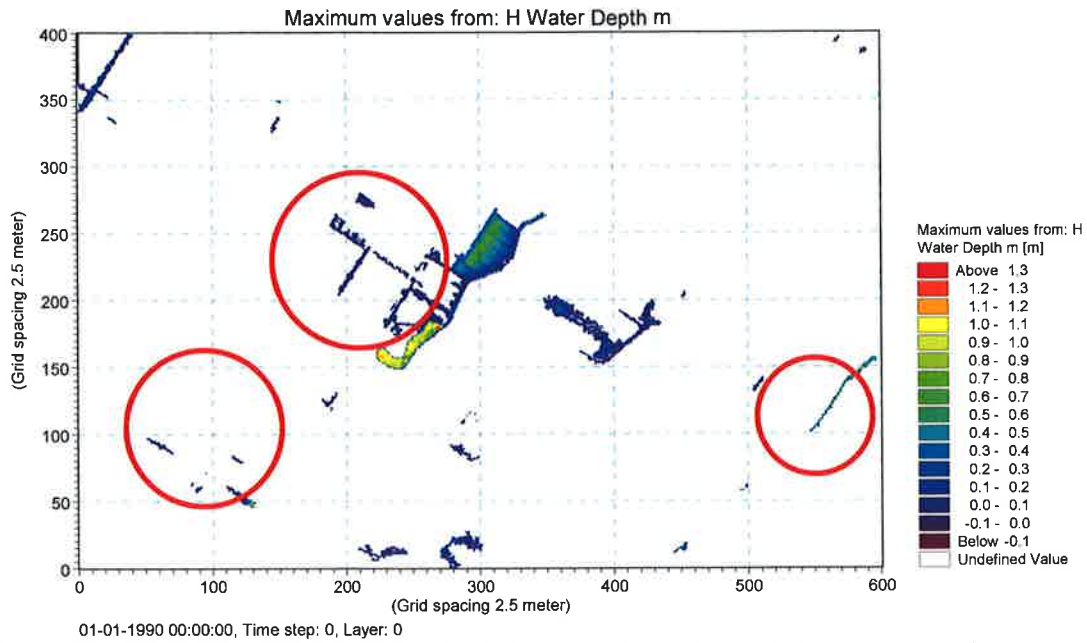 Maximum values from: H Water Depth m
400
350
300
250
200
150
100
50
0
(Grid spacing 2.5 meter)
0 100 200 300 400 500 600
(Grid spacing 2.5 meter)
01-01-1990 00:00:00, Time step: 0, Layer: 0
Maximum values from: H
Water Depth m [m]
Above 1.3
1.2 - 1.3
1.1 - 1.2
1.0 - 1.1
0.9 - 1.0
0.8 - 0.9
0.7 - 0.8
0.6 - 0.7
0.5 - 0.6
0.4 - 0.5
0.3 - 0.4
0.2 - 0.3
0.1 - 0.2
0.0 - 0.1
-0.1 - 0.0
Below -0.1
Undefined Value